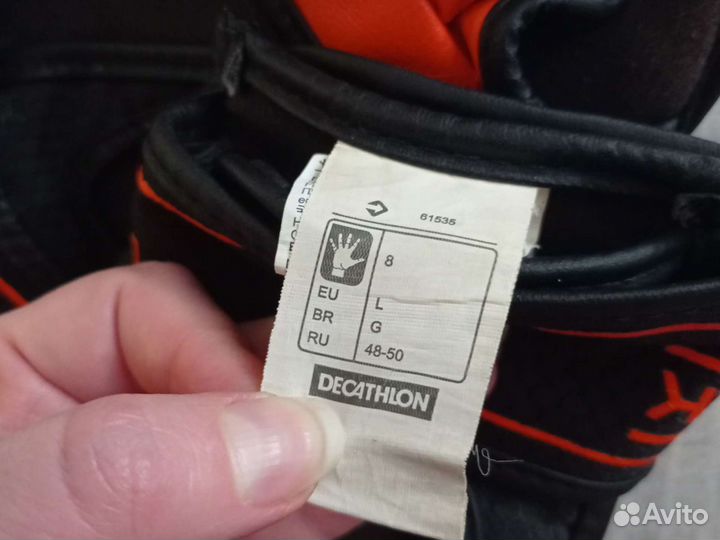 61535
8
EU L
BR G
RU 48-50
DECATHLON
Avito